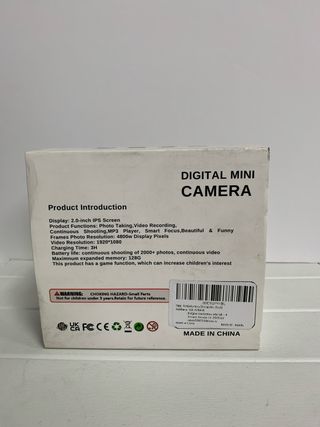 DIGITAL MINI
CAMERA
Product Introduction
Display: 2.0-inch IPS Screen
Product Functions: Photo Taking,Video Recording,
Continuous Shooting,MP3 Player, Smart Focus,Beautiful & Funny
Frames Photo Resolution: 4800w Display Pixels
Video Resolution: 1920*1080
Charging Time: 3H
Battery life: continuous shooting of 2000+ photos, continuous video
Maximum expanded memory: 128G
This product has a game function, which can increase children's interest
CHOKING HAZARD-Small Parts
Not for children under 3 years.Retain for future reference.
UK
CA
CE
MADE IN CHINA